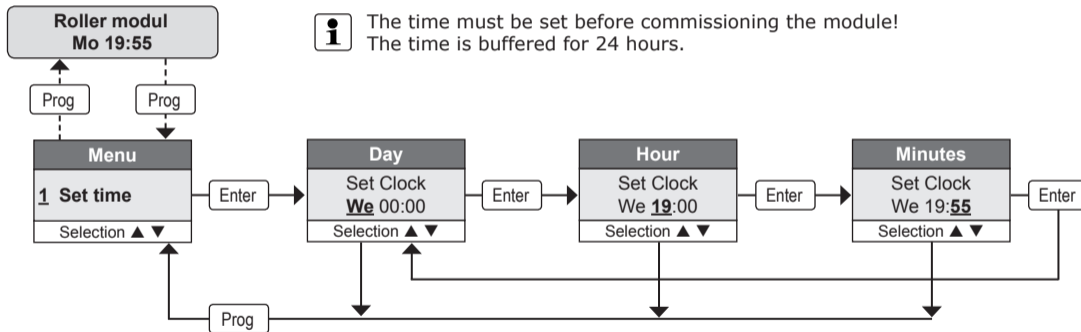 Roller modul
Mo 19:55
The time must be set before commissioning the module!
The time is buffered for 24 hours.
Prog
Prog
Menu
1 Set time
Selection ▲ ▼
Enter
Day
Set Clock
We 00:00
Selection ▲ ▼
Enter
Hour
Set Clock
We 19:00
Selection ▲ ▼
Enter
Minutes
Set Clock
We 19:55
Selection ▲ ▼
Enter
Prog